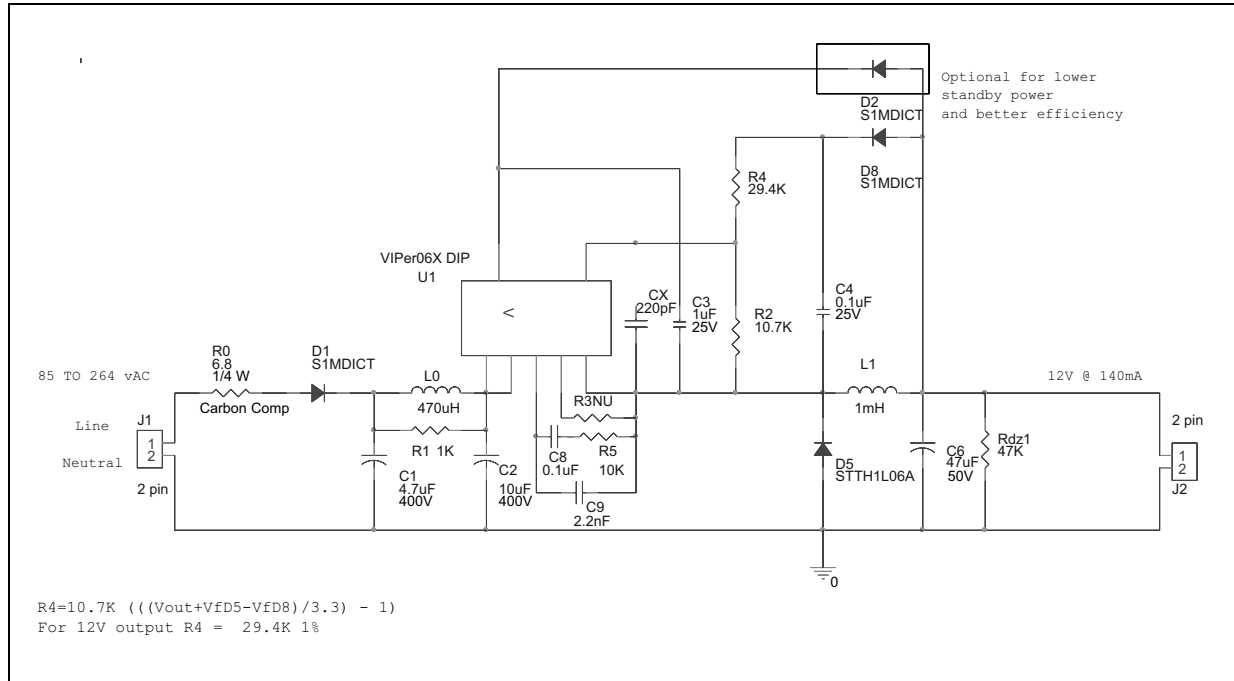 Optional for lower
standby power
and better efficiency
D2
S1MDICT
D8
S1MDICT
R4
29.4K
VIPer06X DIP
U1
<
CX
220pF
C3
1uF
25V
R2
10.7K
C4
0.1uF
25V
85 TO 264 vAC
R0
6.8
1/4 W
Carbon Comp
D1
S1MDICT
L0
470uH
L1
1mH
12V @ 140mA
J1
Line
1
2
Neutral
2 pin
R1 1K
C1
4.7uF
400V
C2
10uF
400V
R3NU
C8
0.1uF
R5
10K
C9
2.2nF
D5
STTH1L06A
C6
47uF
50V
Rdz1
47K
2 pin
1
2
J2
0
R4=10.7K (((Vout+VfD5-VfD8)/3.3) - 1)
For 12V output R4 = 29.4K 1%